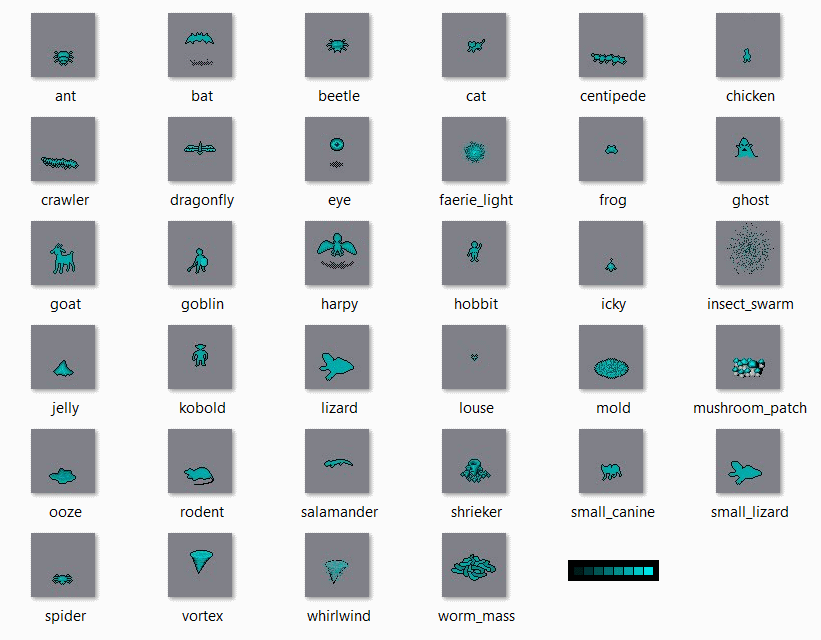 ant bat beetle cat centipede chicken
crawler dragonfly eye faerie_light frog ghost
goat goblin harpy hobbit icky insect_swarm
jelly kobold lizard louse mold mushroom_patch
ooze rodent salamander shrieker small_canine small_lizard
spider vortex whirlwind worm_mass